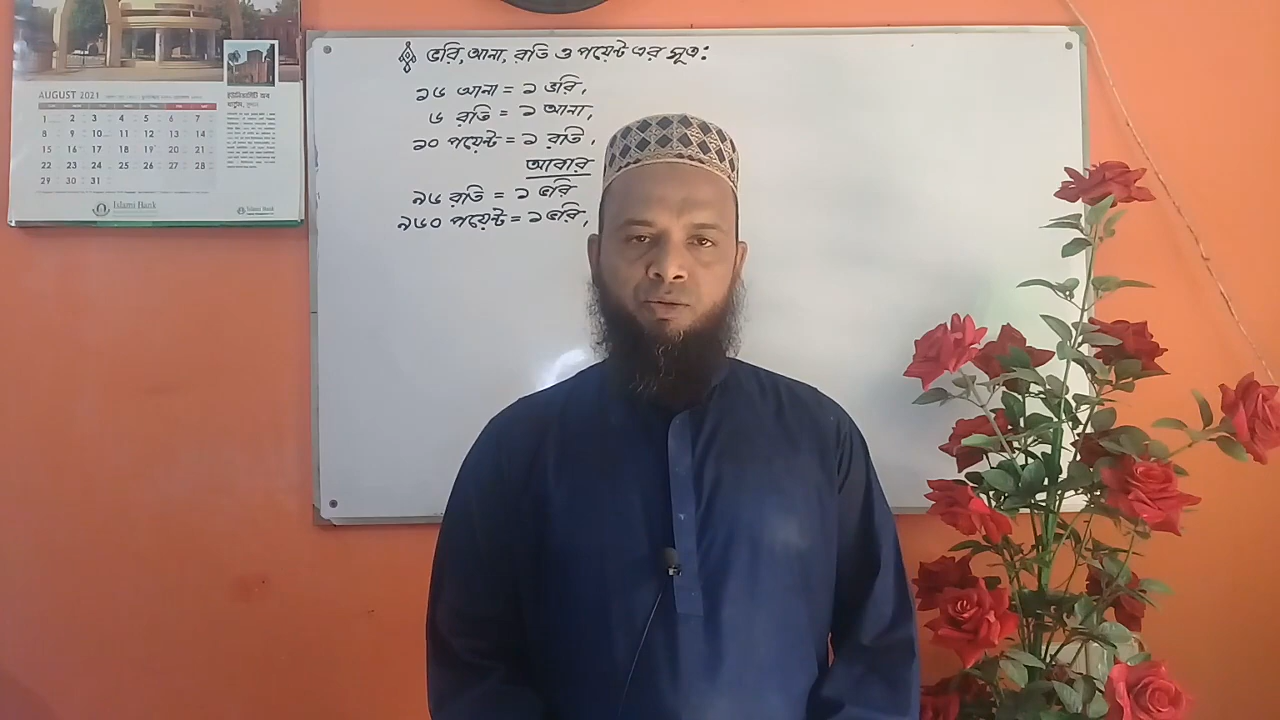 ভরি, আনা, রতি ও পয়েন্ট এর সূত্র:
১৬ আনা = ১ ভরি,
৬ রতি = ১ আনা,
১০ পয়েন্ট = ১ রতি,
আবার
৯৬ রতি = ১ ভরি
৯৬০ পয়েন্ট = ১ ভরি,
AUGUST 2021
1 2 3 4 5 6 7
8 9 10 11 12 13 14
15 16 17 18 19 20 21
22 23 24 25 26 27 28
29 30 31
Islami Bank
Islami Bank